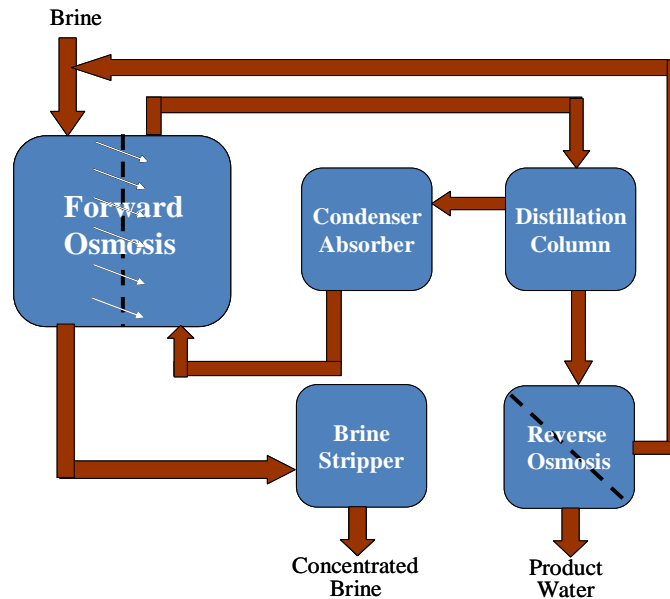 Brine
Forward
Osmosis
Condenser
Absorber
Distillation
Column
Brine
Stripper
Reverse
Osmosis
Concentrated
Brine
Product
Water